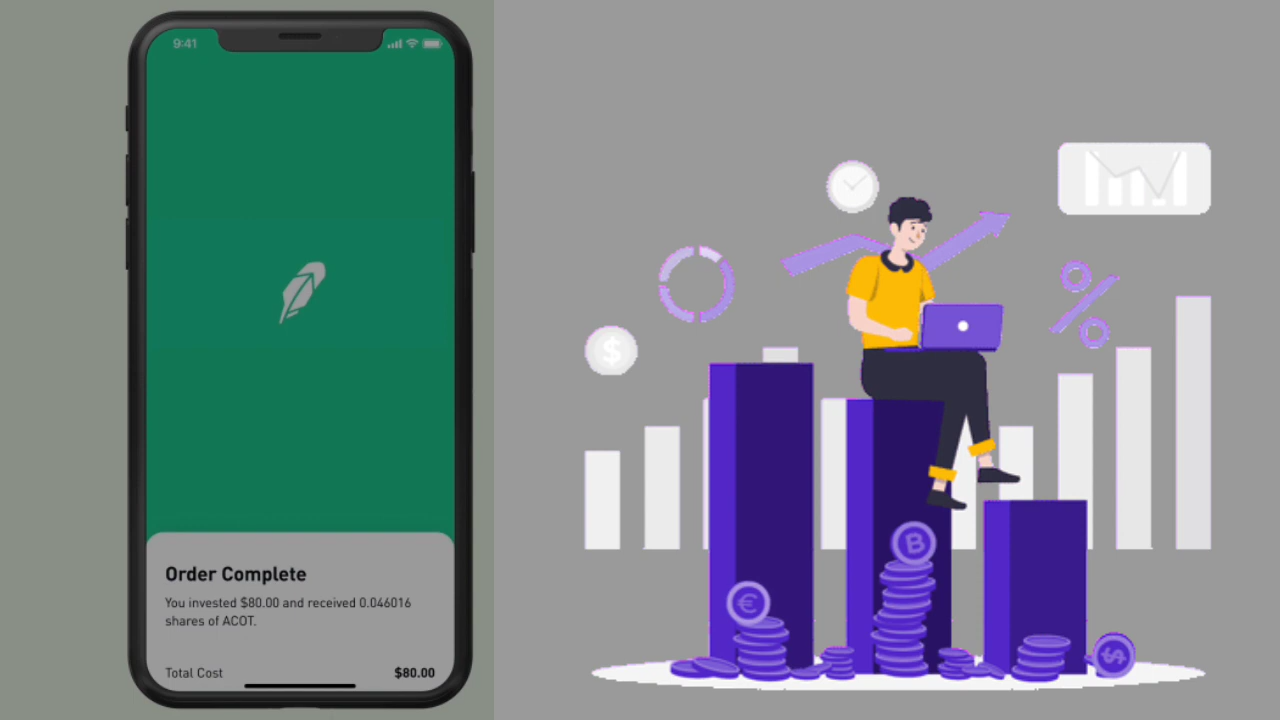 9:41
Order Complete
You invested $80.00 and received 0.046016
shares of ACOT.
Total Cost $80.00
$
€
B
$